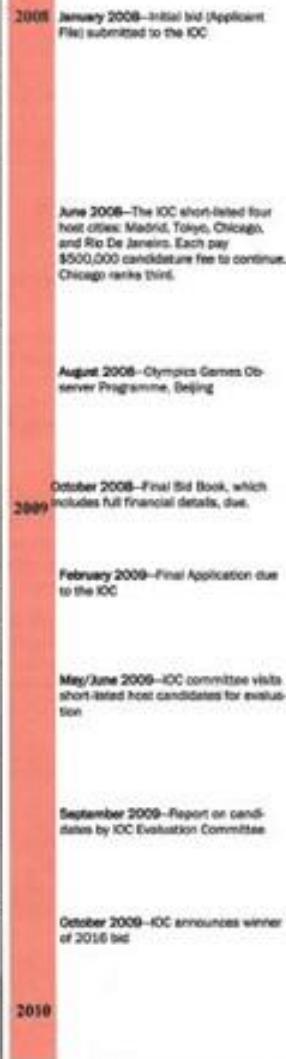 2008 January 2008—Initial bid (Applicant
File) submitted to the IOC
June 2008—The IOC short-listed four
host cities: Madrid, Tokyo, Chicago,
and Rio De Janeiro. Each pay
$500,000 candidature fee to continue.
Chicago ranks third.
August 2008—Olympics Games Ob-
server Programme, Beijing
October 2008—Final Bid Book, which
2009 includes full financial details, due.
February 2009—Final Application due
to the IOC
May/June 2009—IOC committee visits
short-listed host candidates for evalua-
tion
September 2009—Report on candi-
dates by IOC Evaluation Committee
October 2009—IOC announces winner
of 2016 bid
2010